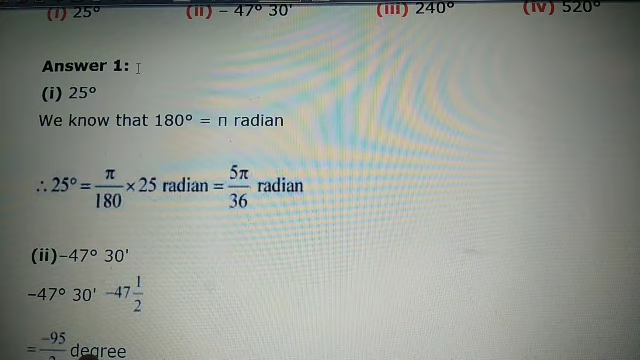 (i) 25° (ii) – 47° 30' (iii) 240° (iv) 520°
Answer 1:
(i) 25°
We know that 180° = π radian
∴ 25° = π/180 × 25 radian = 5π/36 radian
(ii)–47° 30'
–47° 30' -47 1/2
= -95/2 degree